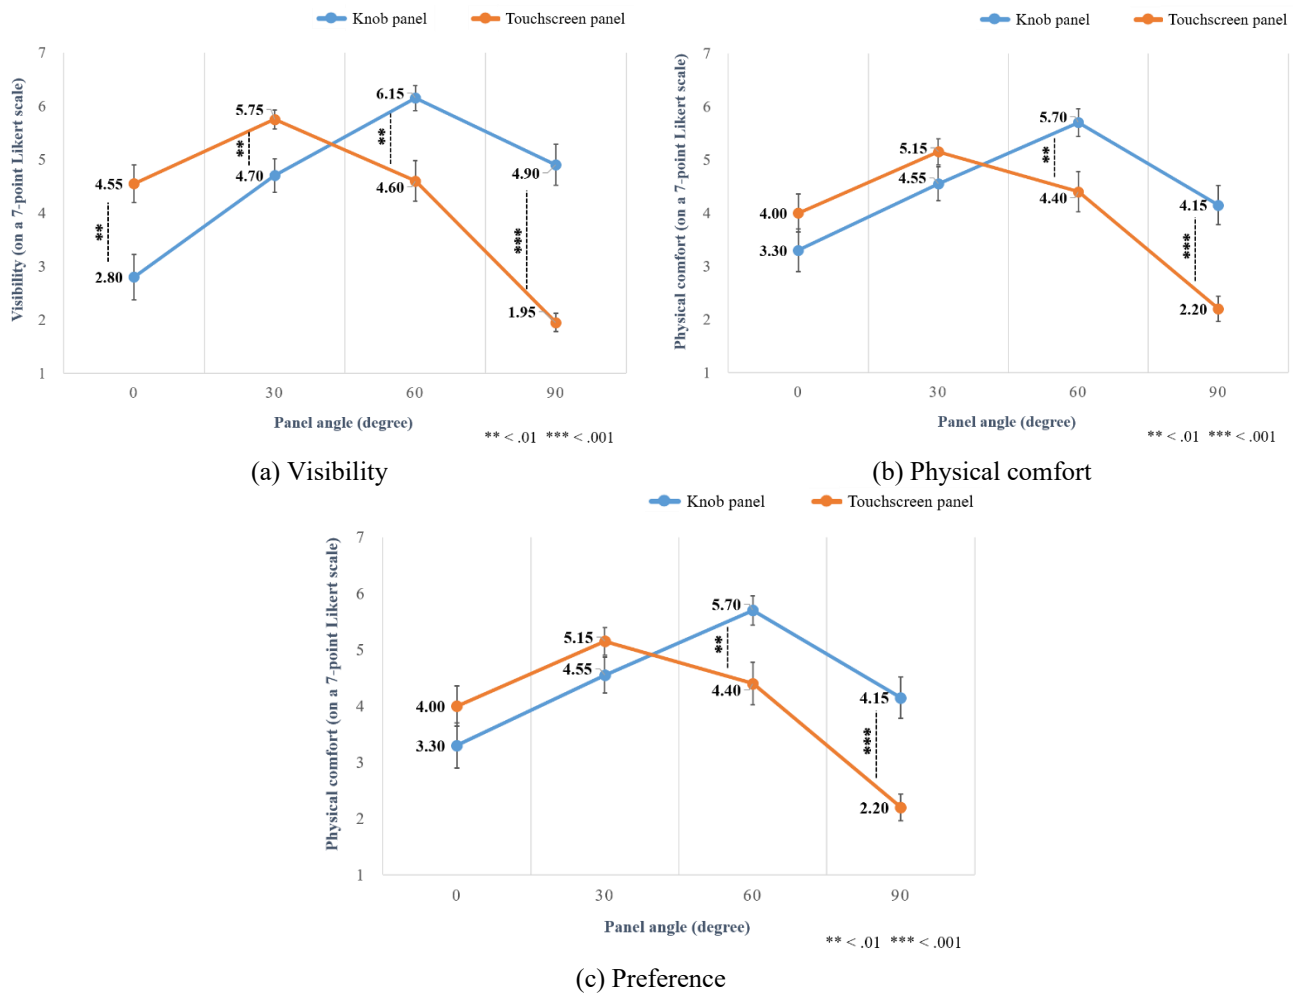 Knob panel Touchscreen panel
Visibility (on a 7-point Likert scale)
7
6
5
4
3
2
1
4.55
5.75
4.60
1.95
2.80
4.70
6.15
4.90
**
**
**
***
0 30 60 90
Panel angle (degree)
** < .01 *** < .001
(a) Visibility
Knob panel Touchscreen panel
Physical comfort (on a 7-point Likert scale)
7
6
5
4
3
2
1
4.00
5.15
4.40
2.20
3.30
4.55
5.70
4.15
**
***
0 30 60 90
Panel angle (degree)
** < .01 *** < .001
(b) Physical comfort
Knob panel Touchscreen panel
Physical comfort (on a 7-point Likert scale)
7
6
5
4
3
2
1
4.00
5.15
4.40
2.20
3.30
4.55
5.70
4.15
**
***
0 30 60 90
Panel angle (degree)
** < .01 *** < .001
(c) Preference